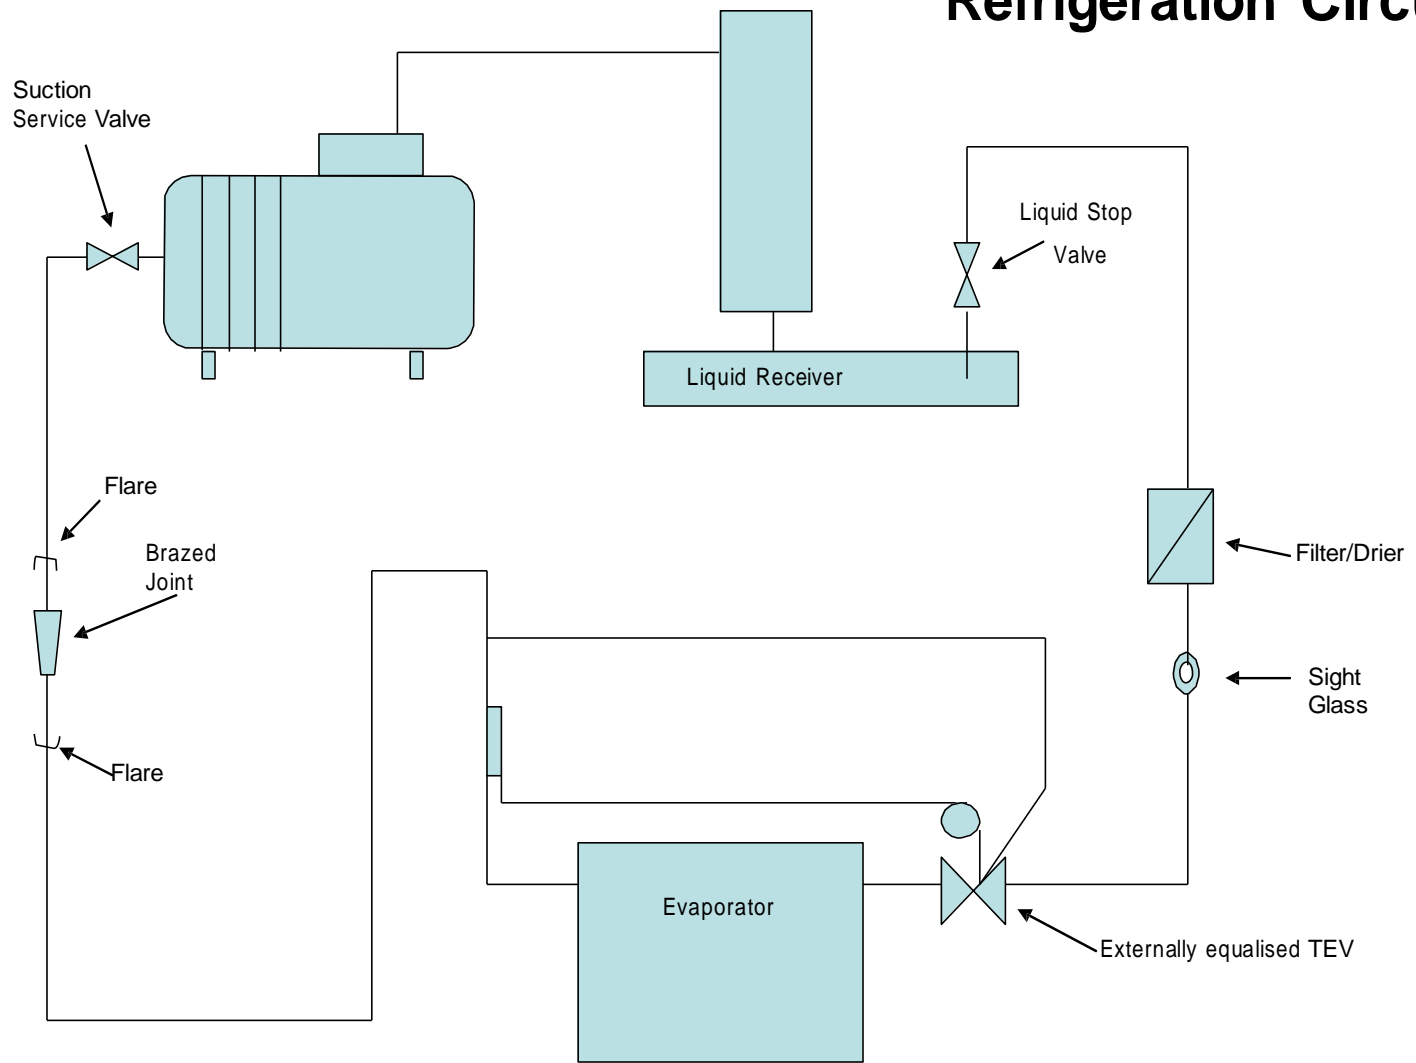 Refrigeration Circu
Suction
Service Valve
Liquid Stop
Valve
Liquid Receiver
Flare
Brazed
Joint
Filter/Drier
Sight
Glass
Flare
Evaporator
Externally equalised TEV